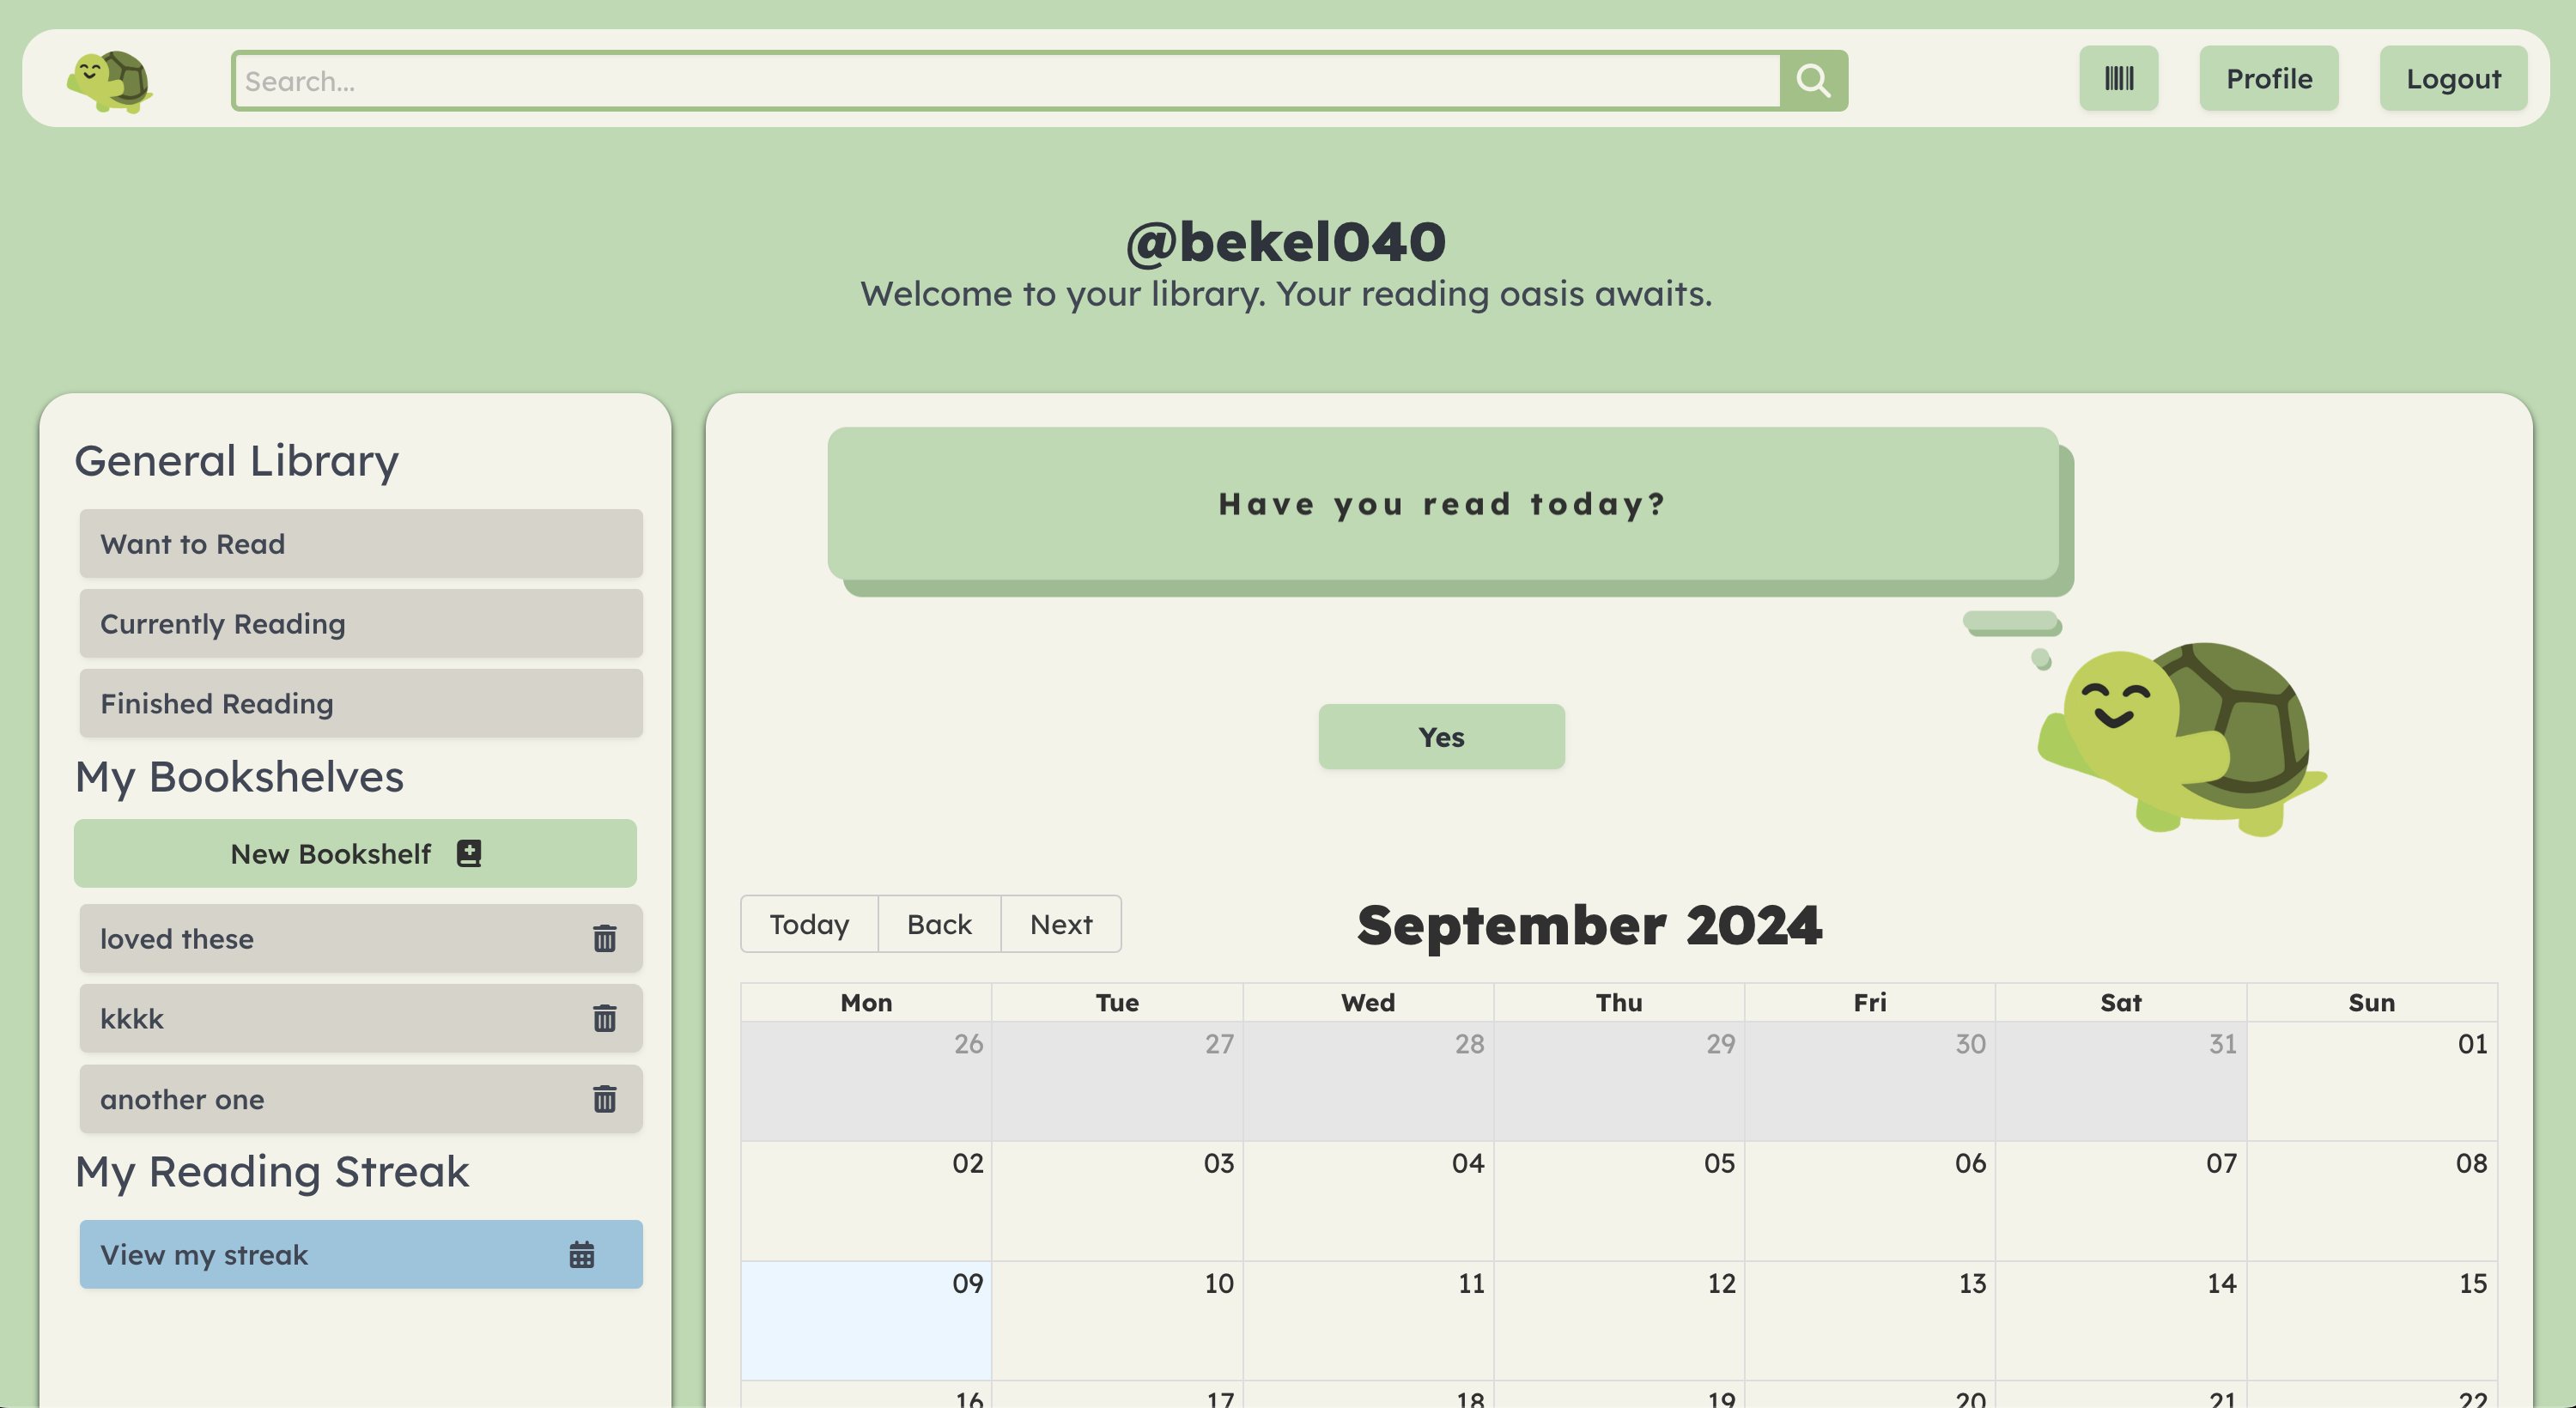 Search...
Profile
Logout
@bekel040
Welcome to your library. Your reading oasis awaits.
General Library
Want to Read
Currently Reading
Finished Reading
My Bookshelves
New Bookshelf
loved these
kkkk
another one
My Reading Streak
View my streak
Have you read today?
Yes
Today Back Next
September 2024
Mon Tue Wed Thu Fri Sat Sun
26 27 28 29 30 31 01
02 03 04 05 06 07 08
09 10 11 12 13 14 15
16 17 18 19 20 21 22